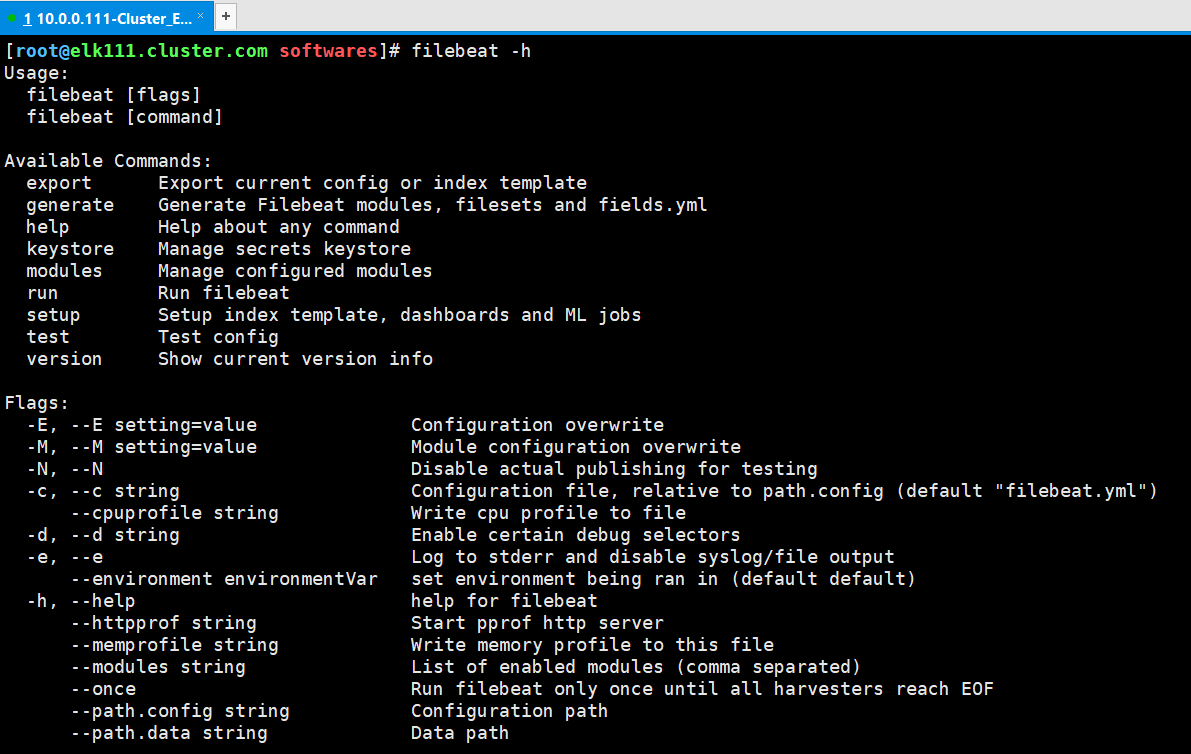 1 10.0.0.111-Cluster_E... × +
[root@elk111.cluster.com softwares]# filebeat -h
Usage:
  filebeat [flags]
  filebeat [command]

Available Commands:
  export      Export current config or index template
  generate    Generate Filebeat modules, filesets and fields.yml
  help        Help about any command
  keystore    Manage secrets keystore
  modules     Manage configured modules
  run         Run filebeat
  setup       Setup index template, dashboards and ML jobs
  test        Test config
  version     Show current version info

Flags:
  -E, --E setting=value              Configuration overwrite
  -M, --M setting=value              Module configuration overwrite
  -N, --N                            Disable actual publishing for testing
  -c, --c string                     Configuration file, relative to path.config (default "filebeat.yml")
      --cpuprofile string            Write cpu profile to file
  -d, --d string                     Enable certain debug selectors
  -e, --e                            Log to stderr and disable syslog/file output
      --environment environmentVar   set environment being ran in (default default)
  -h, --help                         help for filebeat
      --httpprof string              Start pprof http server
      --memprofile string            Write memory profile to this file
      --modules string               List of enabled modules (comma separated)
      --once                         Run filebeat only once until all harvesters reach EOF
      --path.config string           Configuration path
      --path.data string             Data path